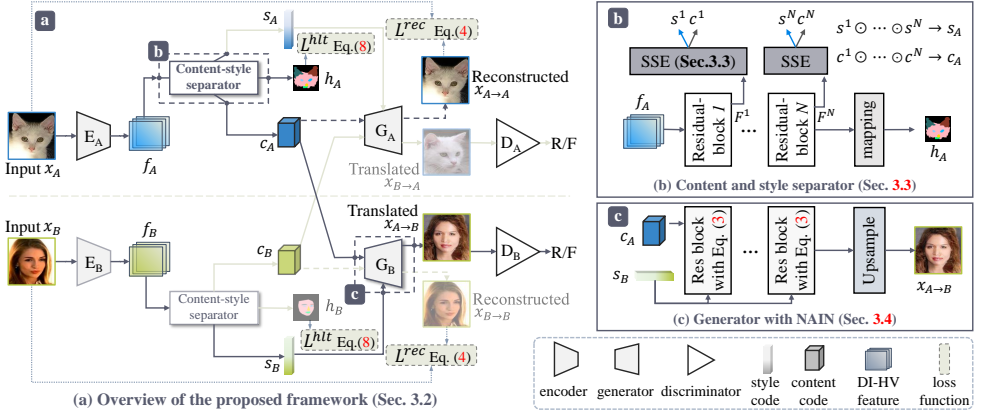 a
Input x_A
E_A
f_A
b
Content-style
separator
s_A
L^hlt Eq.(8)
h_A
c_A
L^rec Eq.(4)
Reconstructed
x_A→A
G_A
Translated
x_B→A
D_A
R/F
Input x_B
E_B
f_B
Content-style
separator
c_B
h_B
L^hlt Eq.(8)
s_B
Translated
x_A→B
G_B
c
D_B
R/F
Reconstructed
x_B→B
L^rec Eq.(4)
(a) Overview of the proposed framework (Sec. 3.2)
b
s^1 c^1
s^N c^N
s^1 ⊙ ⋯ ⊙ s^N → s_A
c^1 ⊙ ⋯ ⊙ c^N → c_A
SSE (Sec.3.3)
SSE
f_A
Residual-
block 1
F^1
...
Residual-
block N
F^N
mapping
h_A
(b) Content and style separator (Sec. 3.3)
c
c_A
s_B
Res block
with Eq. (3)
...
Res block
with Eq. (3)
Upsample
x_A→B
(c) Generator with NAIN (Sec. 3.4)
encoder
generator
discriminator
style
code
content
code
DI-HV
feature
loss
function